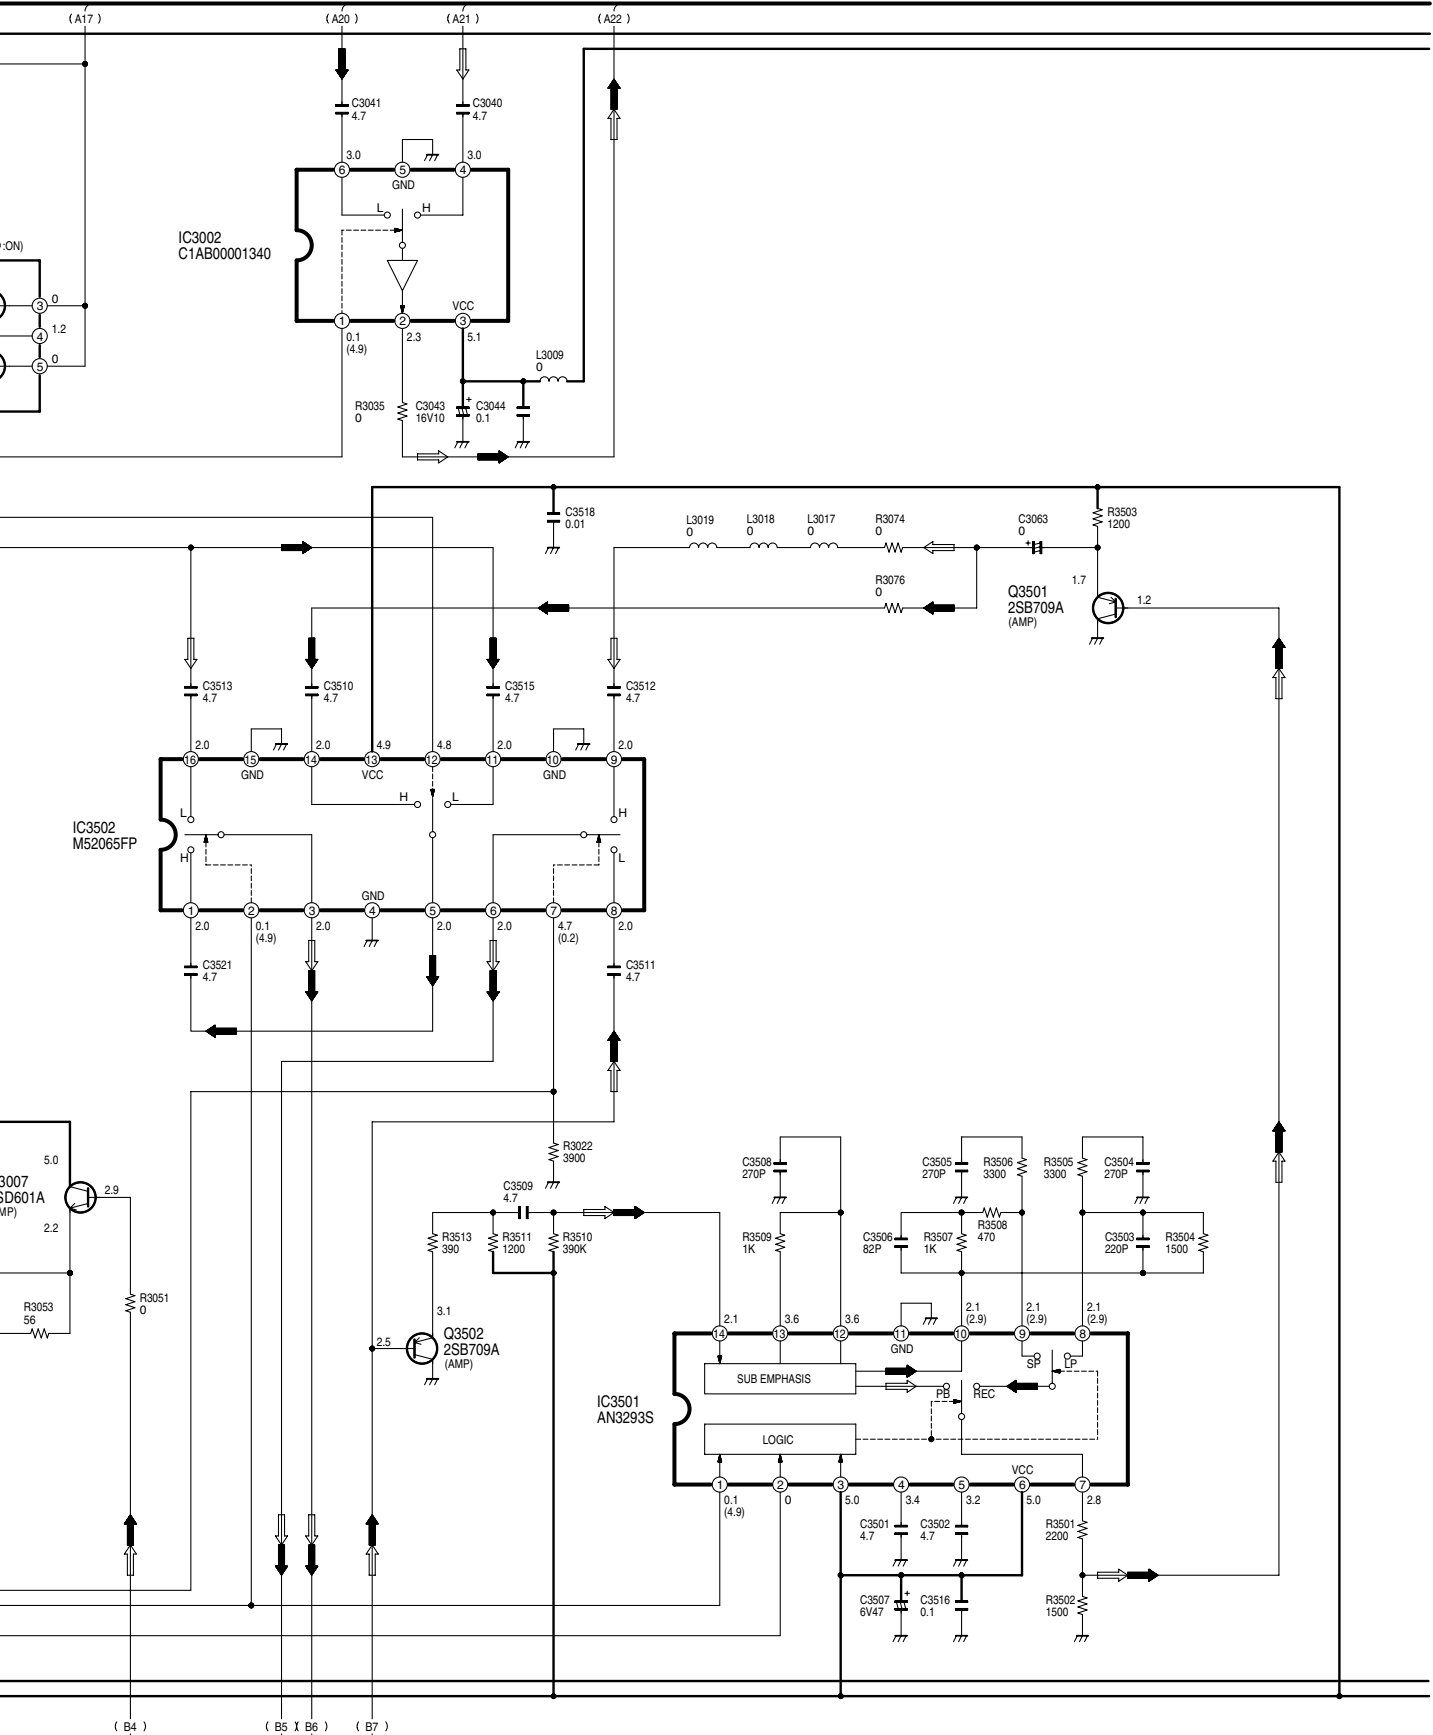 ( A17 )
( A20 )
( A21 )
( A22 )
C3041
4.7
C3040
4.7
3.0
3.0
6
5
4
GND
L
H
IC3002
C1AB00001340
:ON)
VCC
1
2
3
0.1
(4.9)
2.3
5.1
3
0
4
1.2
5
0
L3009
0
R3035
0
C3043
16V10
+
C3044
0.1
C3518
0.01
L3019
0
L3018
0
L3017
0
R3074
0
C3063
0
+
R3503
1200
R3076
0
1.7
Q3501
2SB709A
(AMP)
1.2
C3513
4.7
C3510
4.7
C3515
4.7
C3512
4.7
2.0
2.0
4.9
4.8
2.0
2.0
16
15
14
13
12
11
10
9
GND
VCC
GND
H
L
L
H
IC3502
M52065FP
H
L
GND
1
2
3
4
5
6
7
8
2.0
0.1
(4.9)
2.0
2.0
2.0
4.7
(0.2)
2.0
C3521
4.7
C3511
4.7
R3022
3900
5.0
3007
SD601A
MP)
2.9
2.2
R3053
56
R3051
0
C3509
4.7
R3513
390
R3511
1200
R3510
390K
3.1
2.5
Q3502
2SB709A
(AMP)
C3508
270P
C3505
270P
R3506
3300
R3505
3300
C3504
270P
R3509
1K
C3506
82P
R3507
1K
R3508
470
C3503
220P
R3504
1500
2.1
3.6
3.6
2.1
(2.9)
2.1
(2.9)
2.1
(2.9)
14
13
12
11
10
9
8
GND
SP
LP
SUB EMPHASIS
PB
REC
IC3501
AN3293S
LOGIC
VCC
1
2
3
4
5
6
7
0.1
(4.9)
0
5.0
3.4
3.2
5.0
2.8
C3501
4.7
C3502
4.7
R3501
2200
C3507
6V47
+
C3516
0.1
R3502
1500
( B4 )
( B5 )
( B6 )
( B7 )